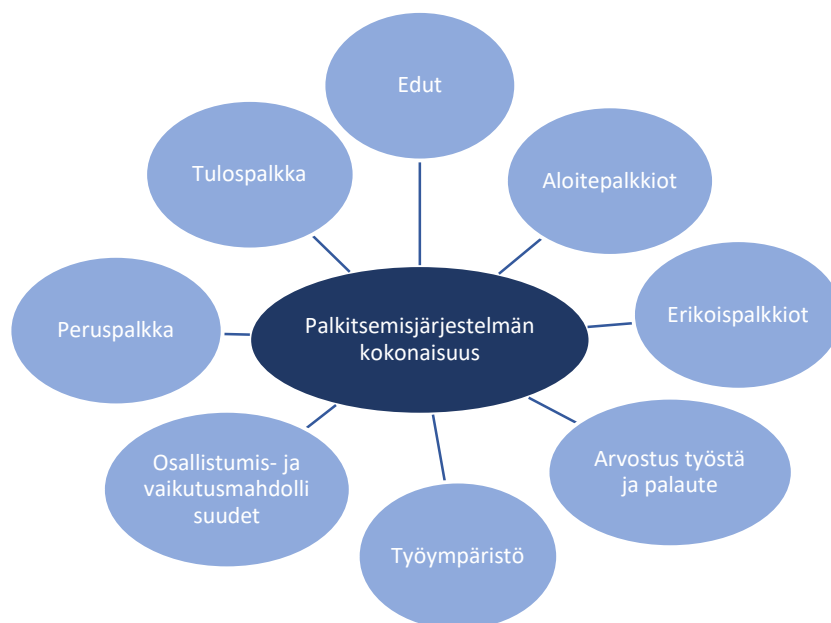 Edut
Tulospalkka
Aloitepalkkiot
Peruspalkka
Palkitsemisjärjestelmän
kokonaisuus
Erikoispalkkiot
Osallistumis- ja
vaikutusmahdolli
suudet
Arvostus työstä
ja palaute
Työympäristö